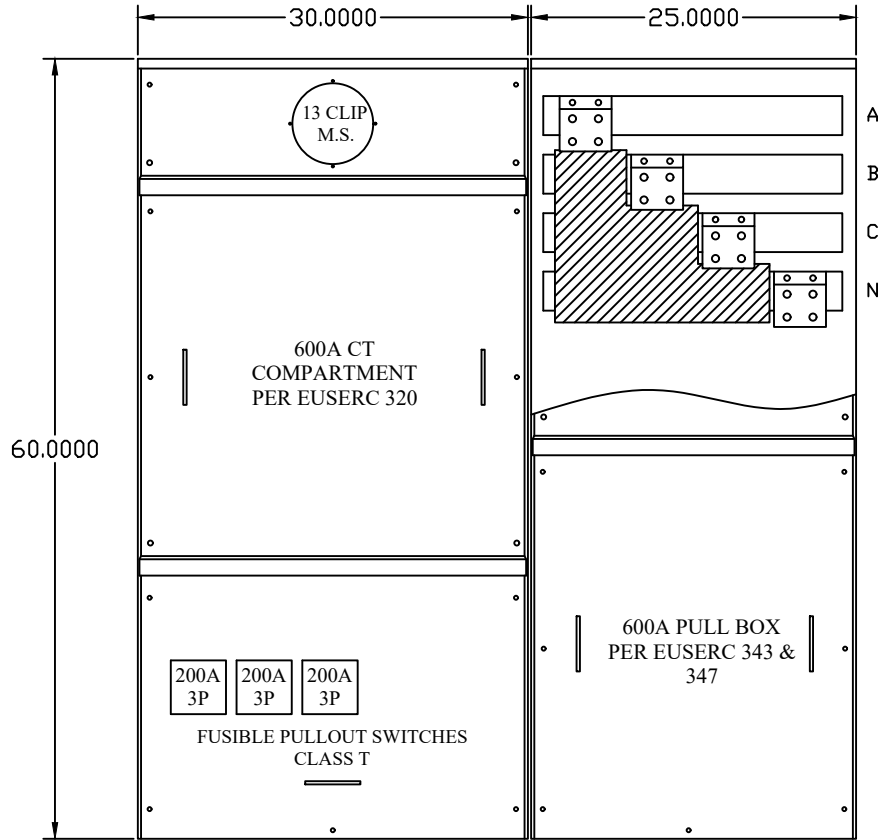 30.0000
25.0000
13 CLIP
M.S.
A
B
C
N
600A CT
COMPARTMENT
PER EUSERC 320
60.0000
600A PULL BOX
PER EUSERC 343 &
347
200A
3P
200A
3P
200A
3P
FUSIBLE PULLOUT SWITCHES
CLASS T